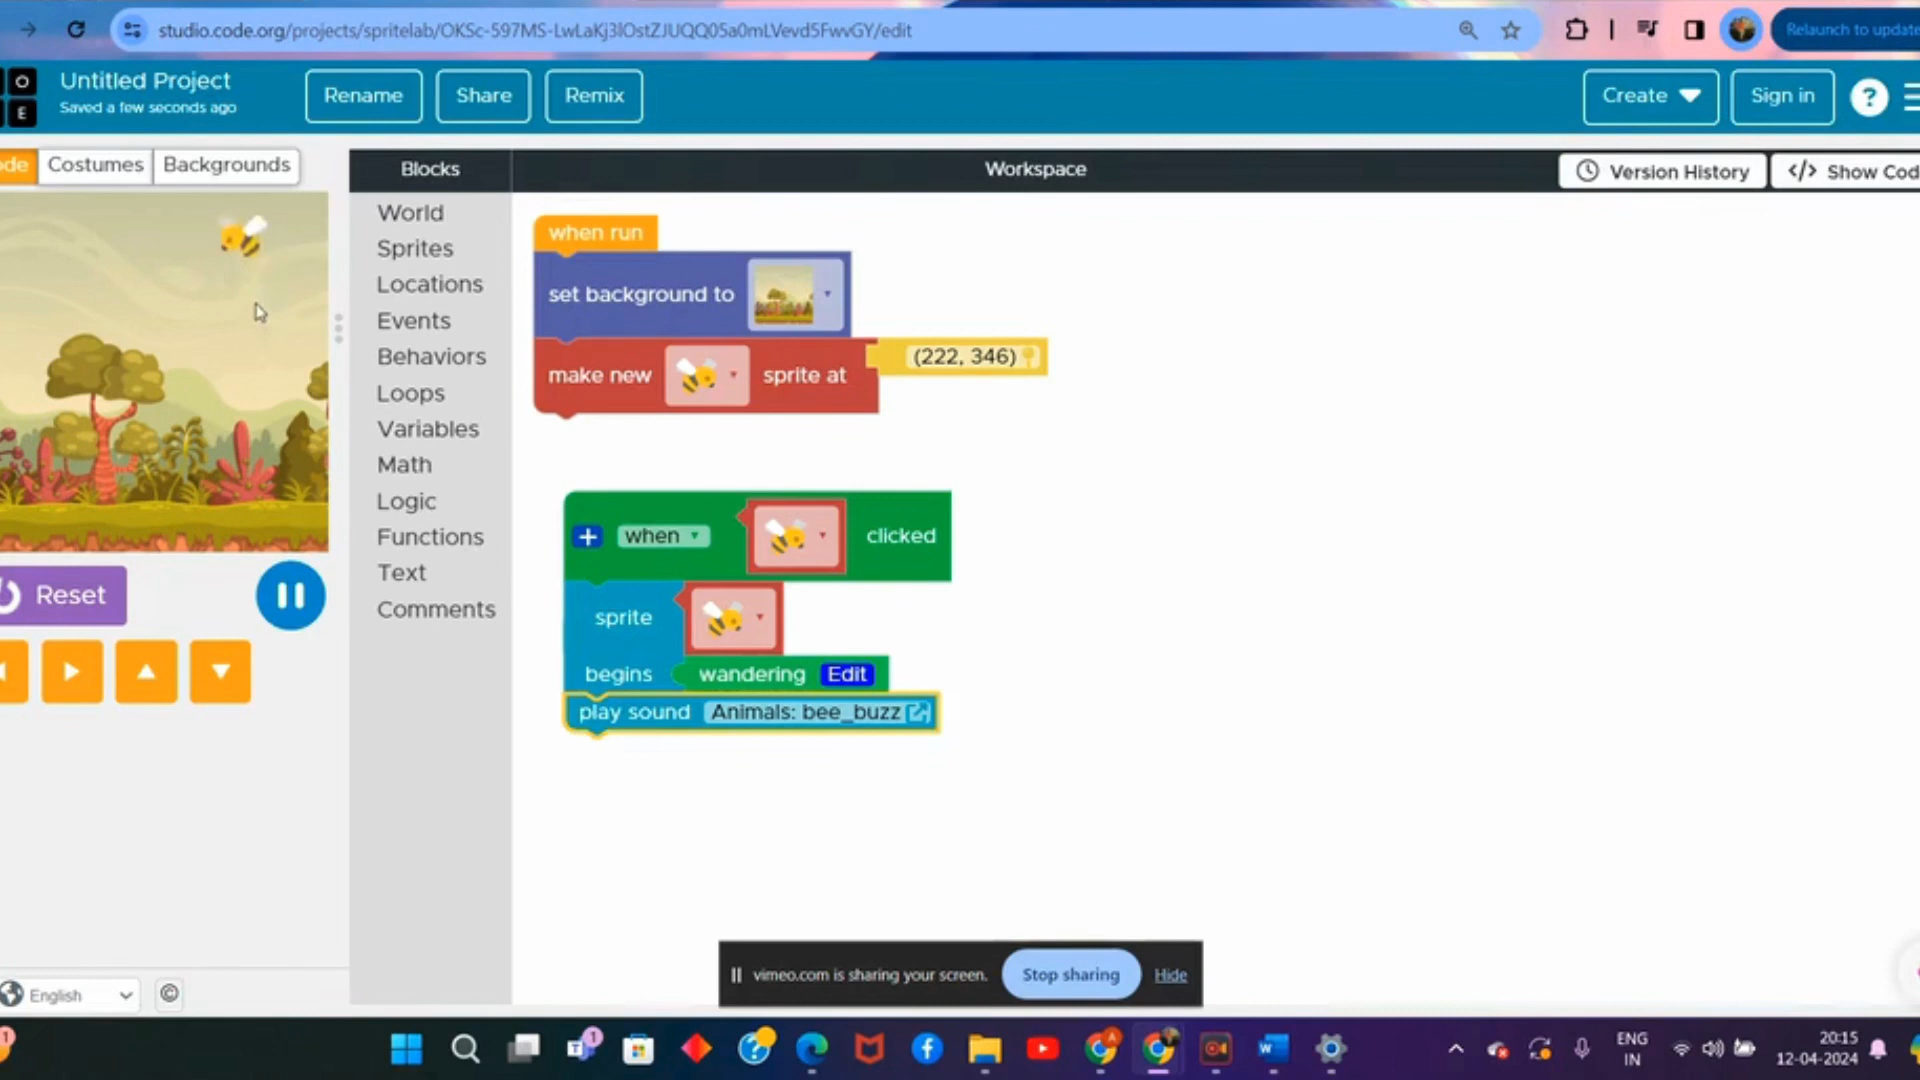 studio.code.org/projects/spritelab/OKSc-597MS-LwLaKj3lOstZJUQQ05a0mLVevd5FwvGY/edit
Relaunch to update
O
E
Untitled Project
Saved a few seconds ago
Rename
Share
Remix
Create
Sign in
?
ode
Costumes
Backgrounds
Blocks
Workspace
Version History
</> Show Cod
World
Sprites
Locations
Events
Behaviors
Loops
Variables
Math
Logic
Functions
Text
Comments
when run
set background to
make new sprite at (222, 346)
+ when clicked
sprite
begins wandering Edit
play sound Animals: bee_buzz
Reset
English
©
vimeo.com is sharing your screen.
Stop sharing
Hide
1
1
ENG
IN
20:15
12-04-2024